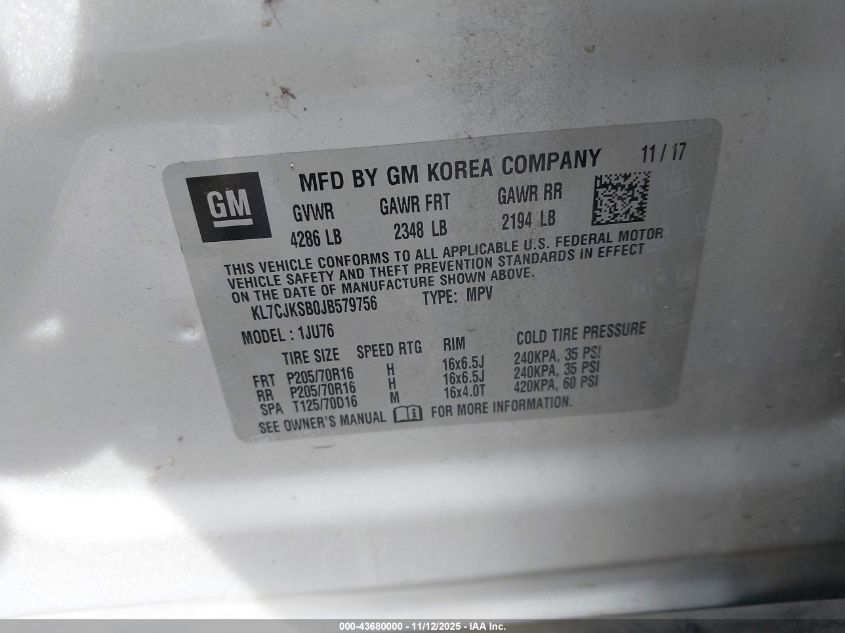 MFD BY GM KOREA COMPANY 11 / 17
GM
GVWR GAWR FRT GAWR RR
4286 LB 2348 LB 2194 LB
THIS VEHICLE CONFORMS TO ALL APPLICABLE U.S. FEDERAL MOTOR
VEHICLE SAFETY AND THEFT PREVENTION STANDARDS IN EFFECT
ON THE DATE OF MANUFACTURE SHOWN ABOVE.
KL7CJKSB0JB579756 TYPE: MPV
MODEL: 1JU76
TIRE SIZE SPEED RTG RIM COLD TIRE PRESSURE
FRT P205/70R16 H 16x6.5J 240KPA, 35 PSI
RR P205/70R16 H 16x6.5J 240KPA, 35 PSI
SPA T125/70D16 M 16x4.0T 420KPA, 60 PSI
SEE OWNER'S MANUAL FOR MORE INFORMATION.
000-43680000 - 11/12/2025 - IAA Inc.